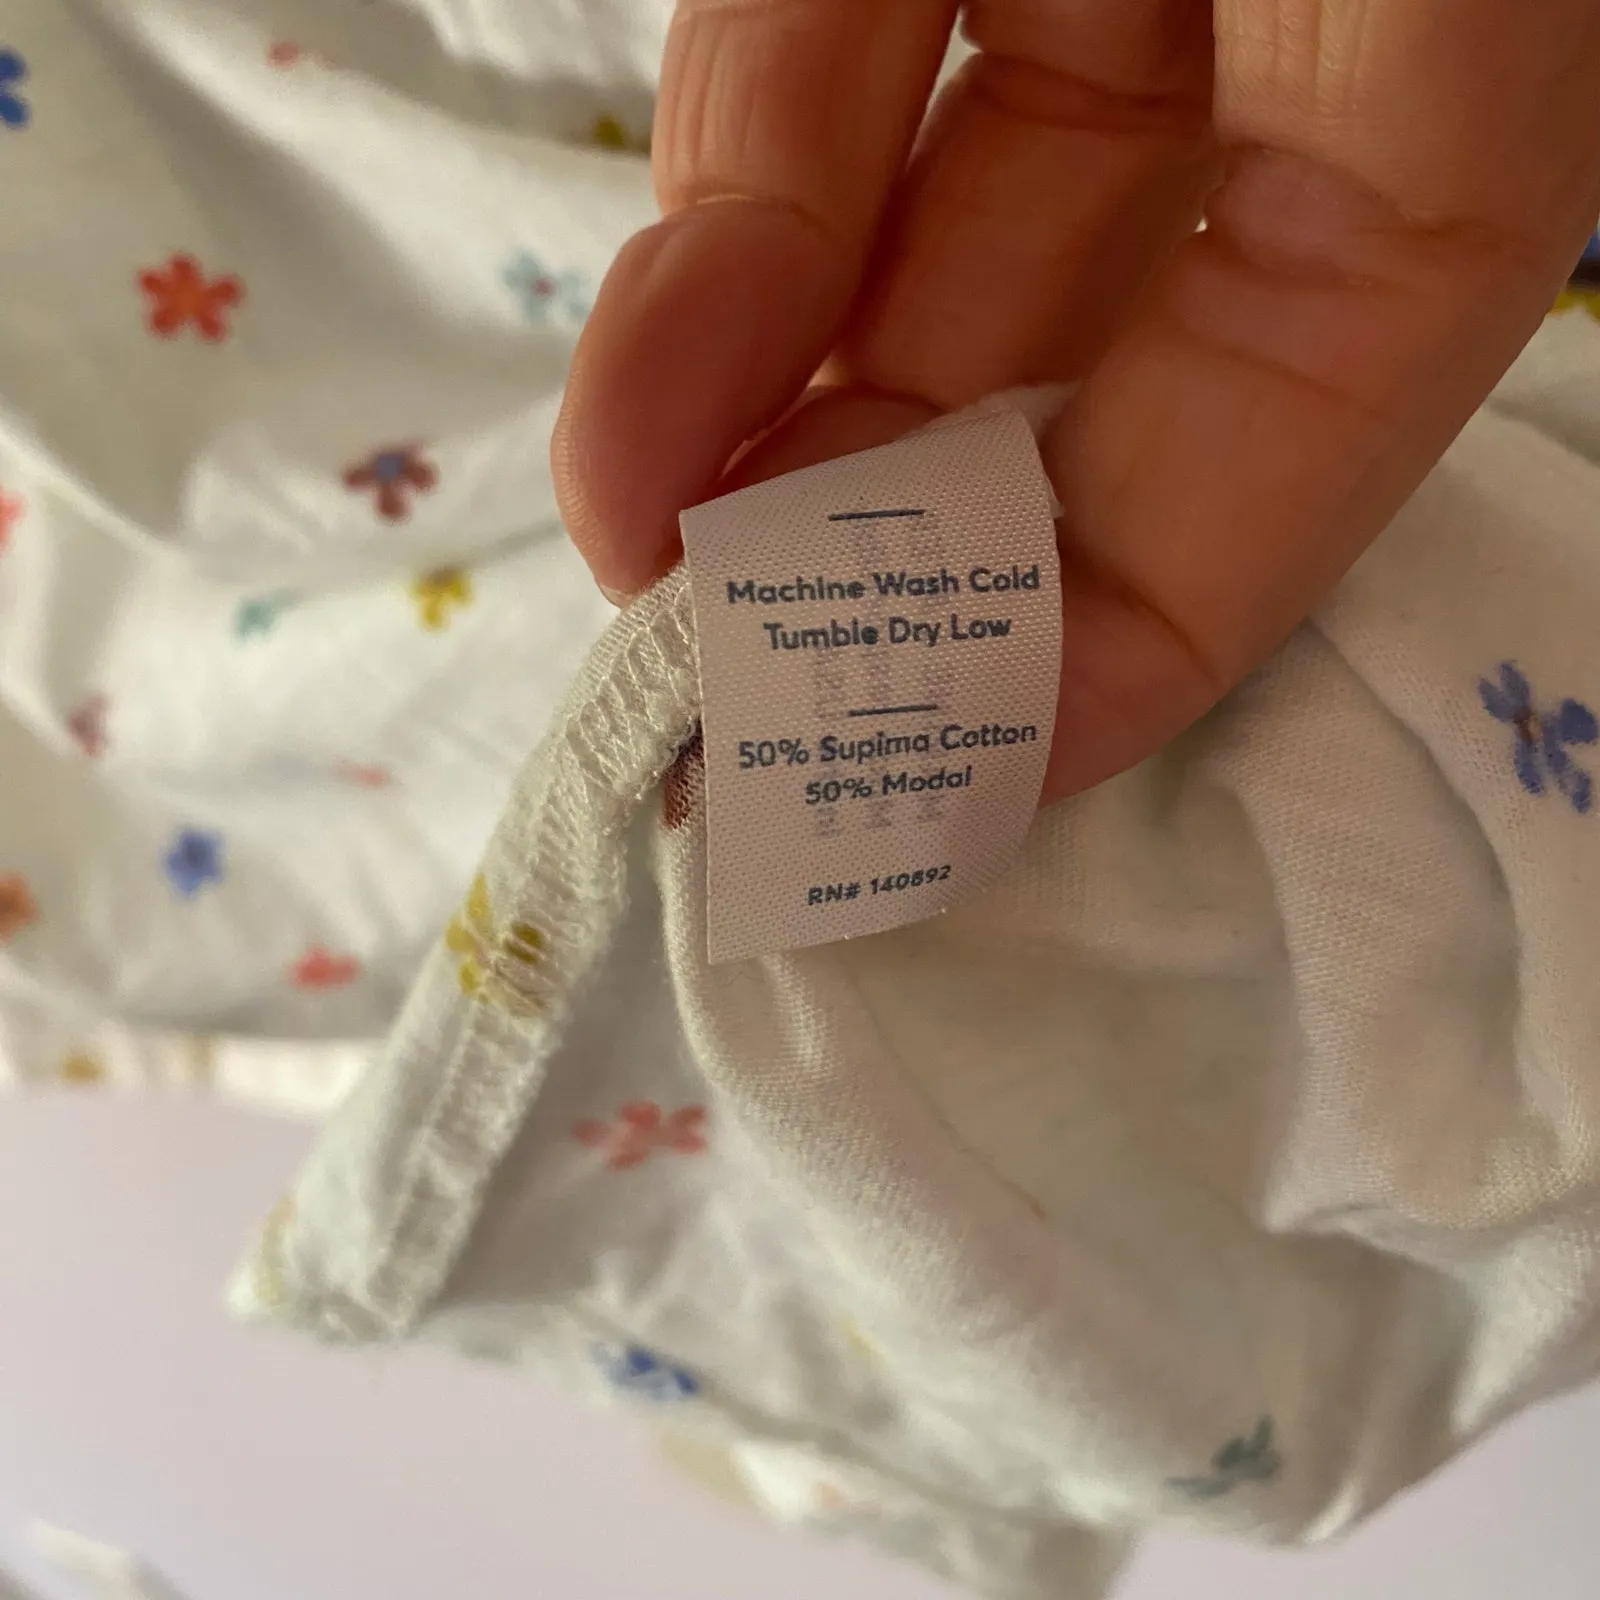 Machine Wash Cold
Tumble Dry Low
50% Supima Cotton
50% Modal
RN# 140892